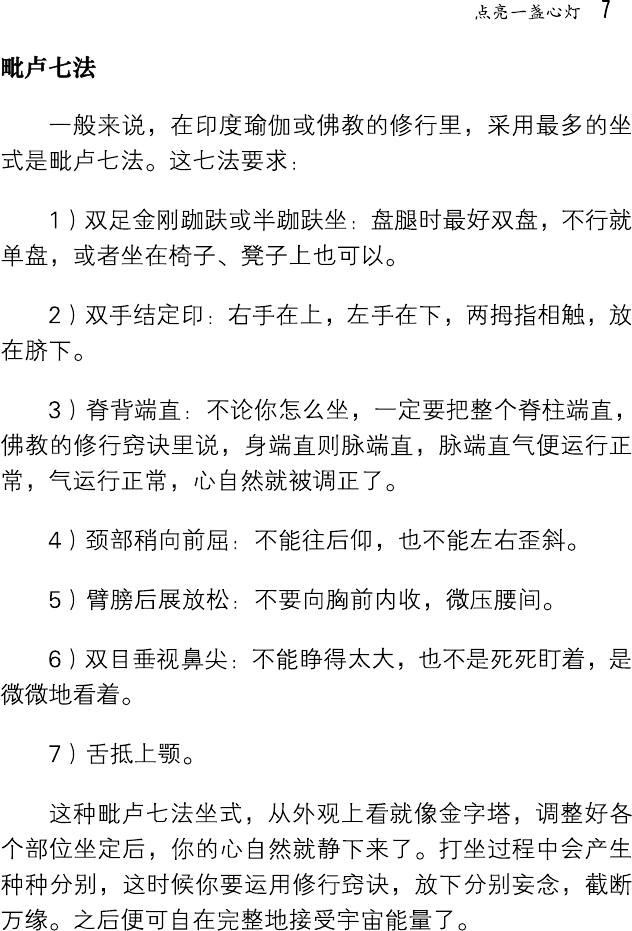 点亮一盏心灯 7
毗卢七法
一般来说，在印度瑜伽或佛教的修行里，采用最多的坐
式是毗卢七法。这七法要求：
1）双足金刚跏趺或半跏趺坐：盘腿时最好双盘，不行就
单盘，或者坐在椅子、凳子上也可以。
2）双手结定印：右手在上，左手在下，两拇指相触，放
在脐下。
3）脊背端直：不论你怎么坐，一定要把整个脊柱端直，
佛教的修行窍诀里说，身端直则脉端直，脉端直气便运行正
常，气运行正常，心自然就被调正了。
4）颈部稍向前屈：不能往后仰，也不能左右歪斜。
5）臂膀后展放松：不要向胸前内收，微压腰间。
6）双目垂视鼻尖：不能睁得太大，也不是死死盯着，是
微微地看着。
7）舌抵上颚。
这种毗卢七法坐式，从外观上看就像金字塔，调整好各
个部位坐定后，你的心自然就静下来了。打坐过程中会产生
种种分别，这时候你要运用修行窍诀，放下分别妄念，截断
万缘。之后便可自在完整地接受宇宙能量了。